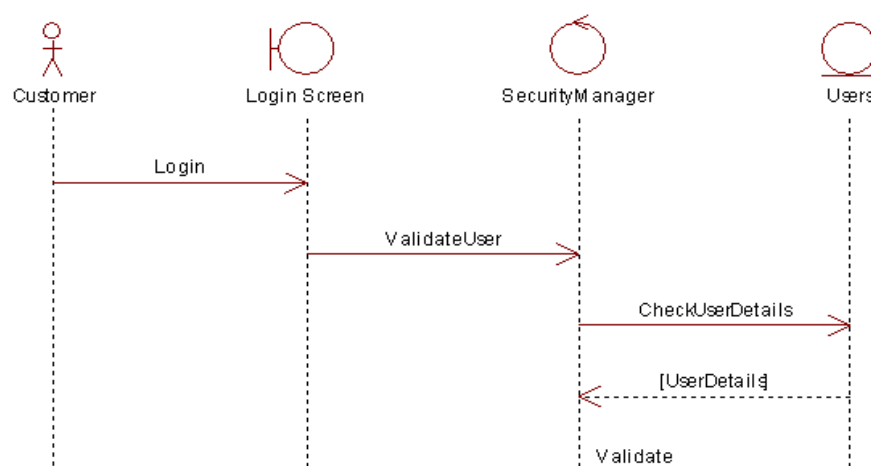 Customer
Login Screen
SecurityManager
Users
Login
ValidateUser
CheckUserDetails
[UserDetails]
Validate